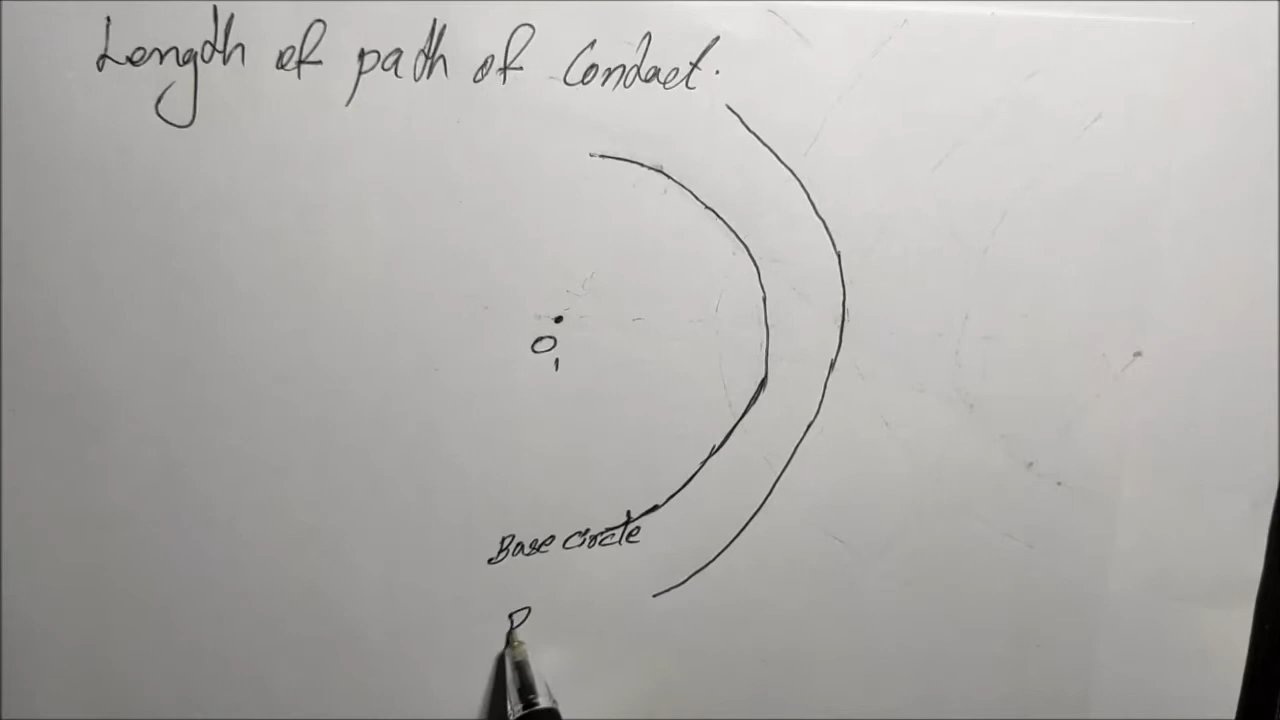 Length of path of Contact.
O1
Base circle
P